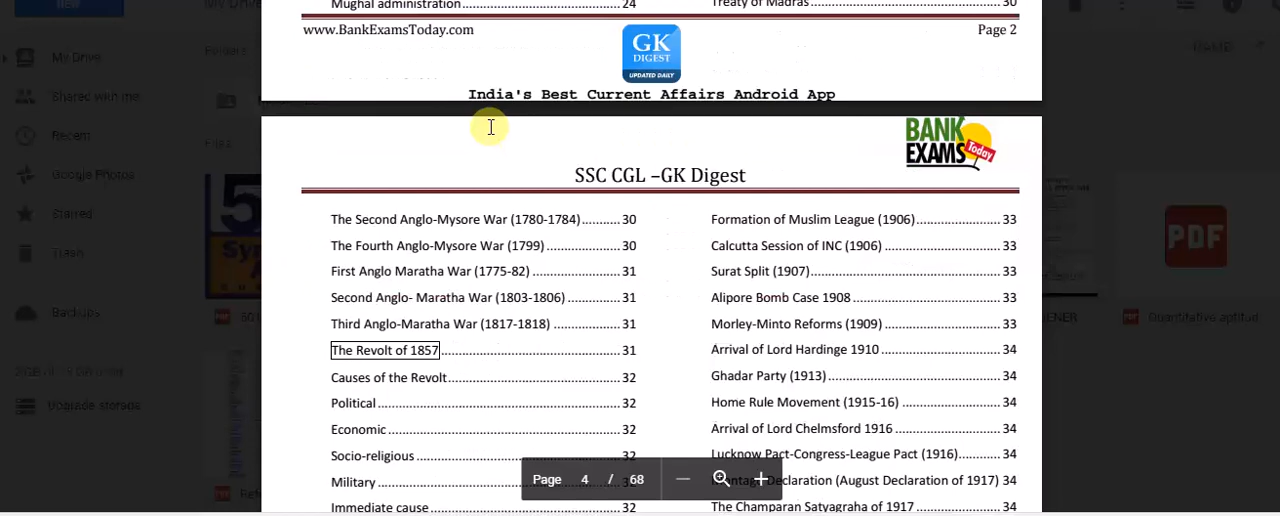 New
My Drive
Shared with me
Recent
Google Photos
Starred
Trash
Backups
Upgrade storage
Folders
Files
NAME
Mughal administration 24
Treaty of Madras 30
www.BankExamsToday.com
Page 2
GK
DIGEST
UPDATED DAILY
India's Best Current Affairs Android App
BANK
EXAMS Today
SSC CGL –GK Digest
The Second Anglo-Mysore War (1780-1784)........... 30
The Fourth Anglo-Mysore War (1799) .................... 30
First Anglo Maratha War (1775-82) ........................ 31
Second Anglo- Maratha War (1803-1806) .............. 31
Third Anglo-Maratha War (1817-1818) .................. 31
The Revolt of 1857................................................ 31
Causes of the Revolt............................................... 32
Political ................................................................. 32
Economic ............................................................... 32
Socio-religious ....................................................... 32
Military
Immediate cause.................................................... 32
Formation of Muslim League (1906)...................... 33
Calcutta Session of INC (1906) .............................. 33
Surat Split (1907)................................................... 33
Alipore Bomb Case 1908 ....................................... 33
Morley-Minto Reforms (1909) .............................. 33
Arrival of Lord Hardinge 1910 ............................... 34
Ghadar Party (1913) .............................................. 34
Home Rule Movement (1915-16) .......................... 34
Arrival of Lord Chelmsford 1916 ........................... 34
Lucknow Pact-Congress-League Pact (1916)........... 34
Declaration (August Declaration of 1917) 34
The Champaran Satyagraha of 1917 ...................... 34
Page 4 / 68
PDF
Quantitative aptitud